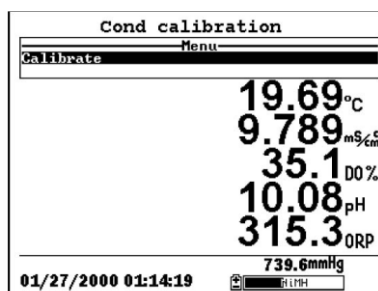 Cond calibration
Menu
Calibrate
19.69°C
9.789mS/cm
35.1DO%
10.08pH
315.3ORP
739.6mmHg
01/27/2000 01:14:19 NiMH